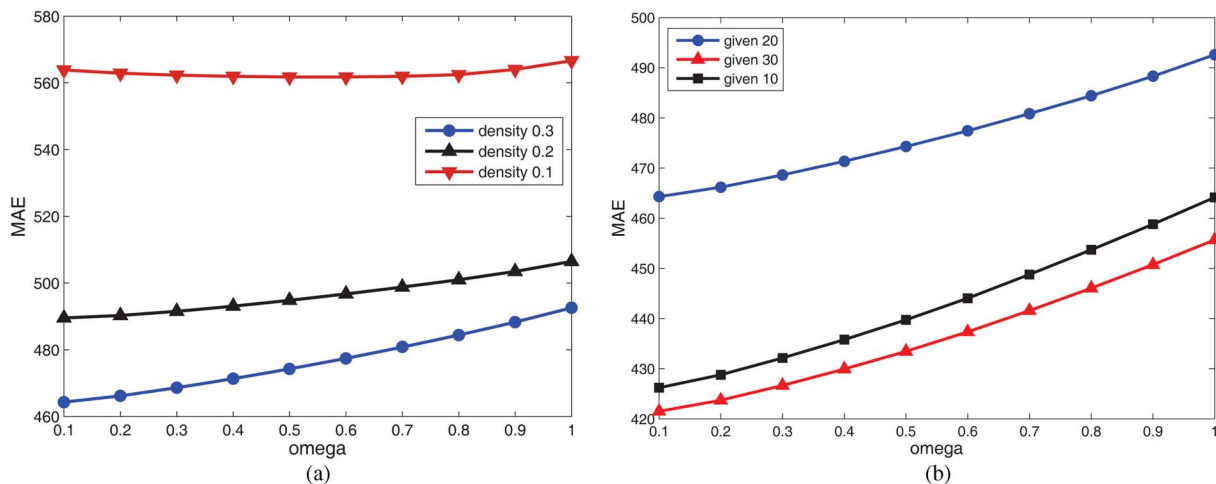 580
560
540
520
500
480
460
MAE
density 0.3
density 0.2
density 0.1
0.1 0.2 0.3 0.4 0.5 0.6 0.7 0.8 0.9 1
omega
(a)
500
490
480
470
460
450
440
430
420
MAE
given 20
given 30
given 10
0.1 0.2 0.3 0.4 0.5 0.6 0.7 0.8 0.9 1
omega
(b)